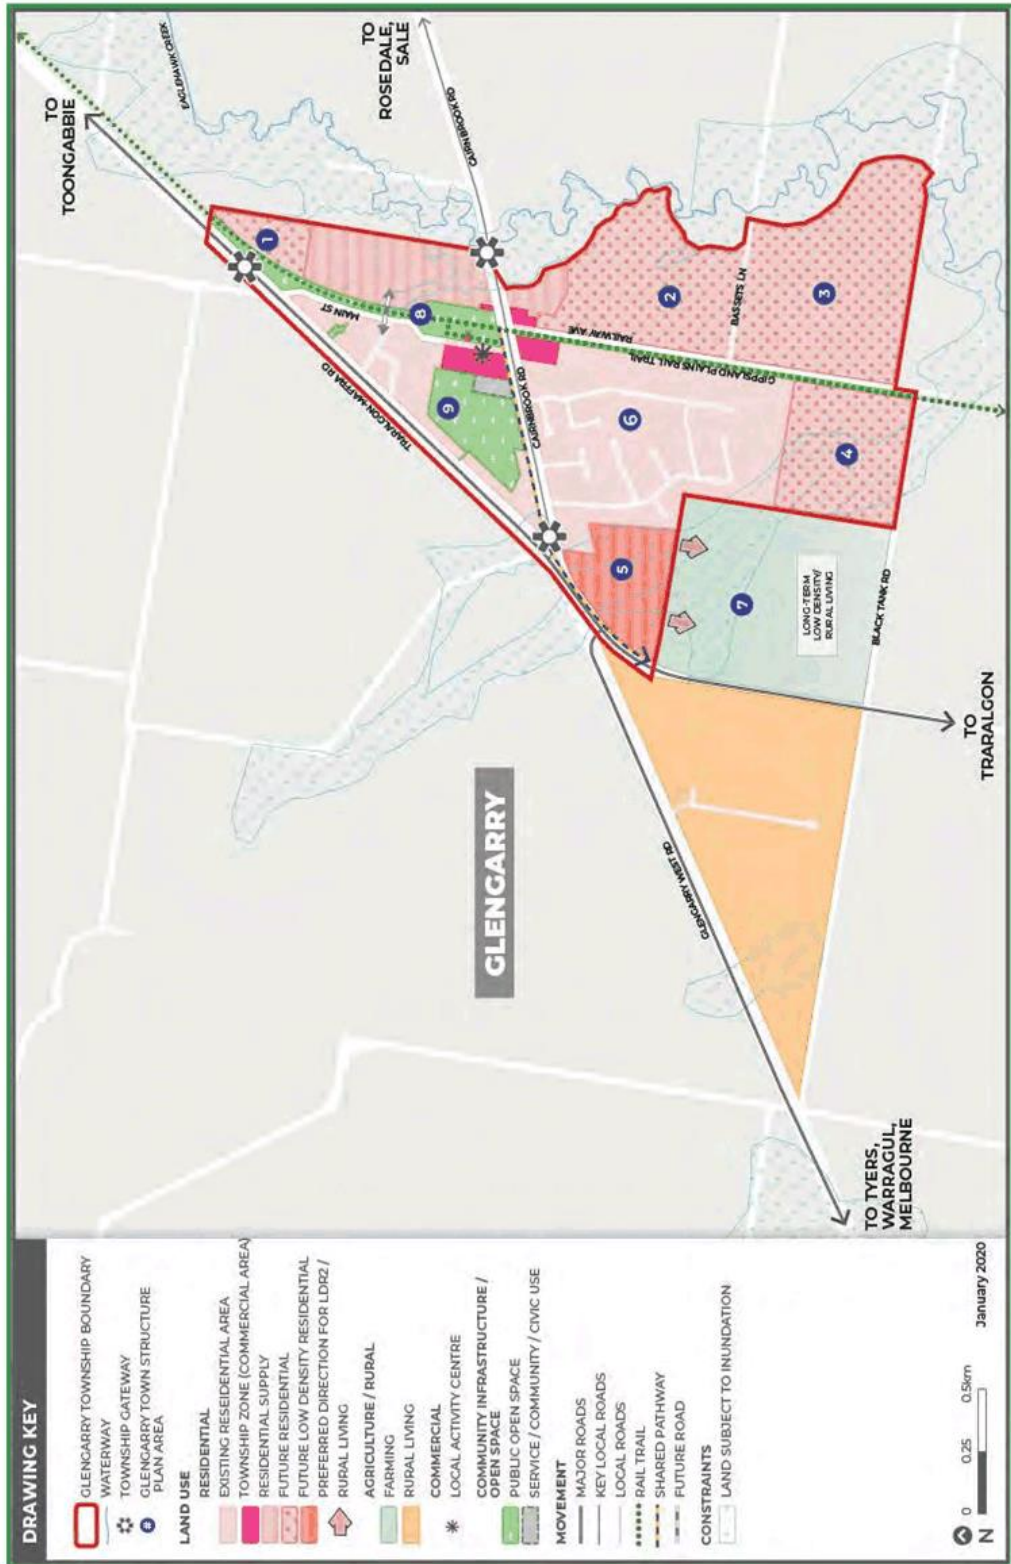 DRAWING KEY
GLENGARRY TOWNSHIP BOUNDARY
WATERWAY
TOWNSHIP GATEWAY
#
GLENGARRY TOWN STRUCTURE
PLAN AREA
LAND USE
RESIDENTIAL
EXISTING RESEIDENTIAL AREA
TOWNSHIP ZONE (COMMERCIAL AREA)
RESIDENTIAL SUPPLY
FUTURE RESIDENTIAL
FUTURE LOW DENSITY RESIDENTIAL
PREFERRED DIRECTION FOR LDR2 /
RURAL LIVING
AGRICULTURE / RURAL
FARMING
RURAL LIVING
COMMERCIAL
LOCAL ACTIVITY CENTRE
COMMUNITY INFRASTRUCTURE /
OPEN SPACE
PUBLIC OPEN SPACE
SERVICE / COMMUNITY / CIVIC USE
MOVEMENT
MAJOR ROADS
KEY LOCAL ROADS
LOCAL ROADS
RAIL TRAIL
SHARED PATHWAY
FUTURE ROAD
CONSTRAINTS
LAND SUBJECT TO INUNDATION
N
0 0.25 0.5km
January 2020
GLENGARRY
TO
TOONGABBIE
EAGLEHAWK CREEK
TO
ROSEDALE,
SALE
CAIRNBROOK RD
1
MAIN ST
TRARALGON-MAFFRA RD
8
9
CAIRNBROOK RD
RAILWAY AVE
GIPPSLAND PLAINS RAIL TRAIL
2
BASSETS LN
3
6
4
5
7
LONG-TERM
LOW DENSITY/
RURAL LIVING
BLACK TANK RD
GLENGARRY WEST RD
TO
TRARALGON
TO TYERS,
WARRAGUL,
MELBOURNE